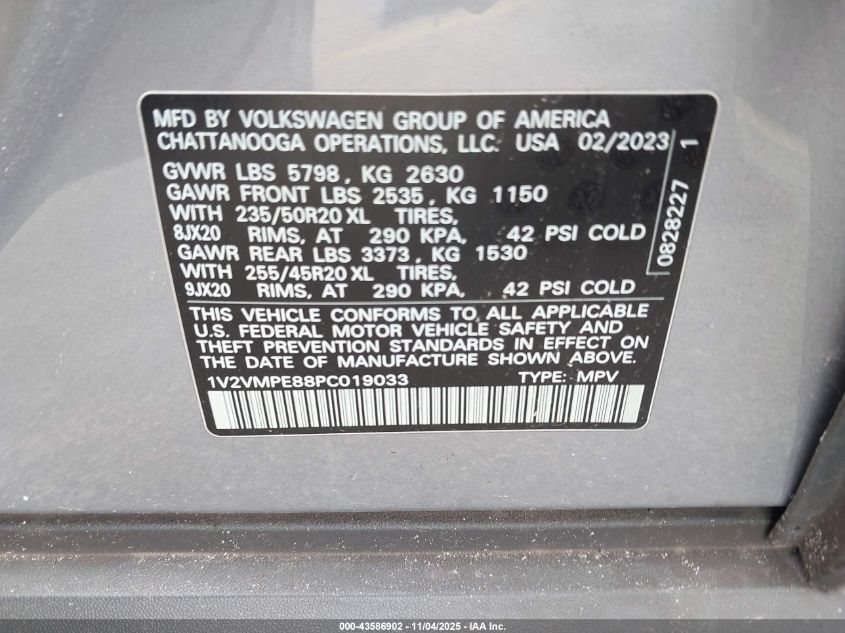 MFD BY VOLKSWAGEN GROUP OF AMERICA
CHATTANOOGA OPERATIONS, LLC. USA 02/2023
GVWR LBS 5798, KG 2630
GAWR FRONT LBS 2535, KG 1150
WITH 235/50R20 XL TIRES,
8JX20 RIMS, AT 290 KPA, 42 PSI COLD
GAWR REAR LBS 3373, KG 1530
WITH 255/45R20 XL TIRES,
9JX20 RIMS, AT 290 KPA, 42 PSI COLD
THIS VEHICLE CONFORMS TO ALL APPLICABLE
U.S. FEDERAL MOTOR VEHICLE SAFETY AND
THEFT PREVENTION STANDARDS IN EFFECT ON
THE DATE OF MANUFACTURE SHOWN ABOVE.
1V2VMPE88PC019033 TYPE: MPV
0828227 1
000-43586902 - 11/04/2025 - IAA Inc.